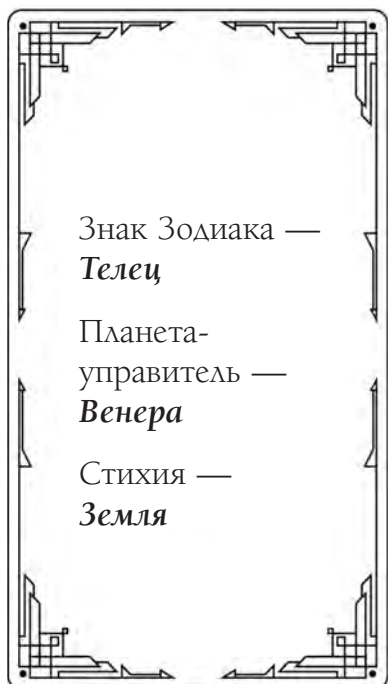 Знак Зодиака —
Телец
Планета-
управитель —
Венера
Стихия —
Земля